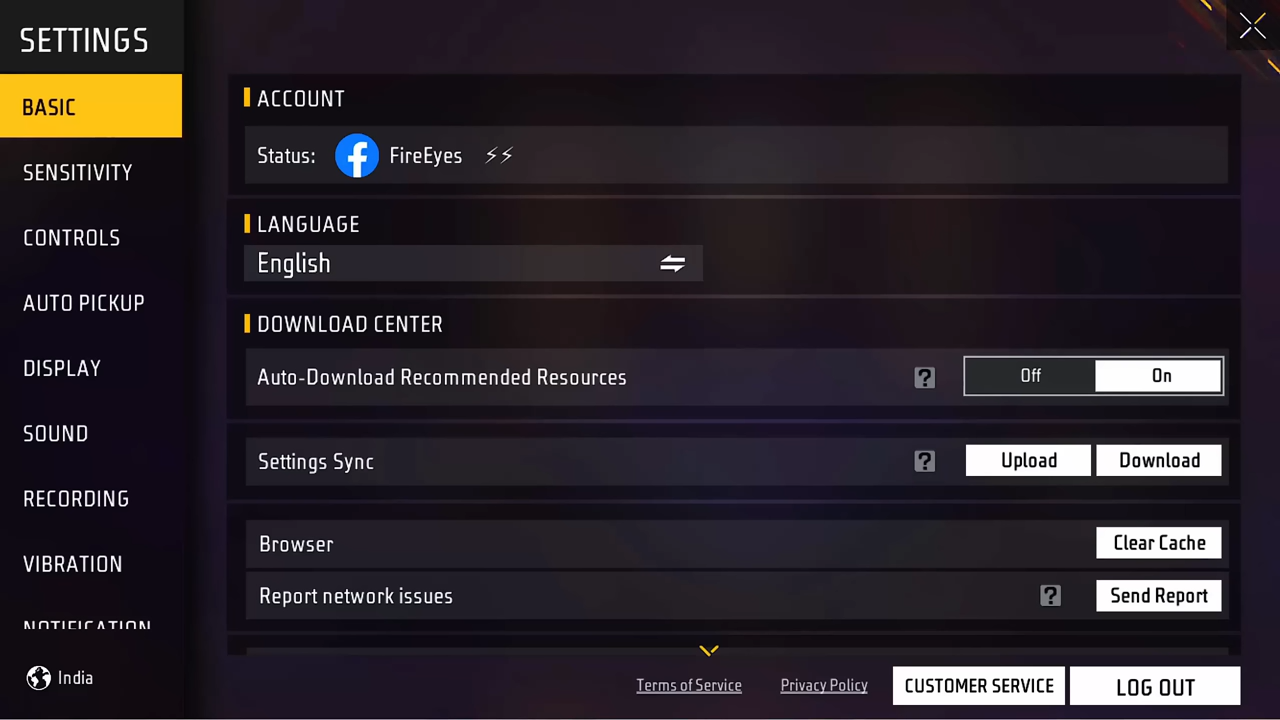 SETTINGS
BASIC
SENSITIVITY
CONTROLS
AUTO PICKUP
DISPLAY
SOUND
RECORDING
VIBRATION
NOTIFICATION
India
ACCOUNT
Status: FireEyes ⚡⚡
LANGUAGE
English
DOWNLOAD CENTER
Auto-Download Recommended Resources ? Off On
Settings Sync ? Upload Download
Browser Clear Cache
Report network issues ? Send Report
Terms of Service Privacy Policy CUSTOMER SERVICE LOG OUT